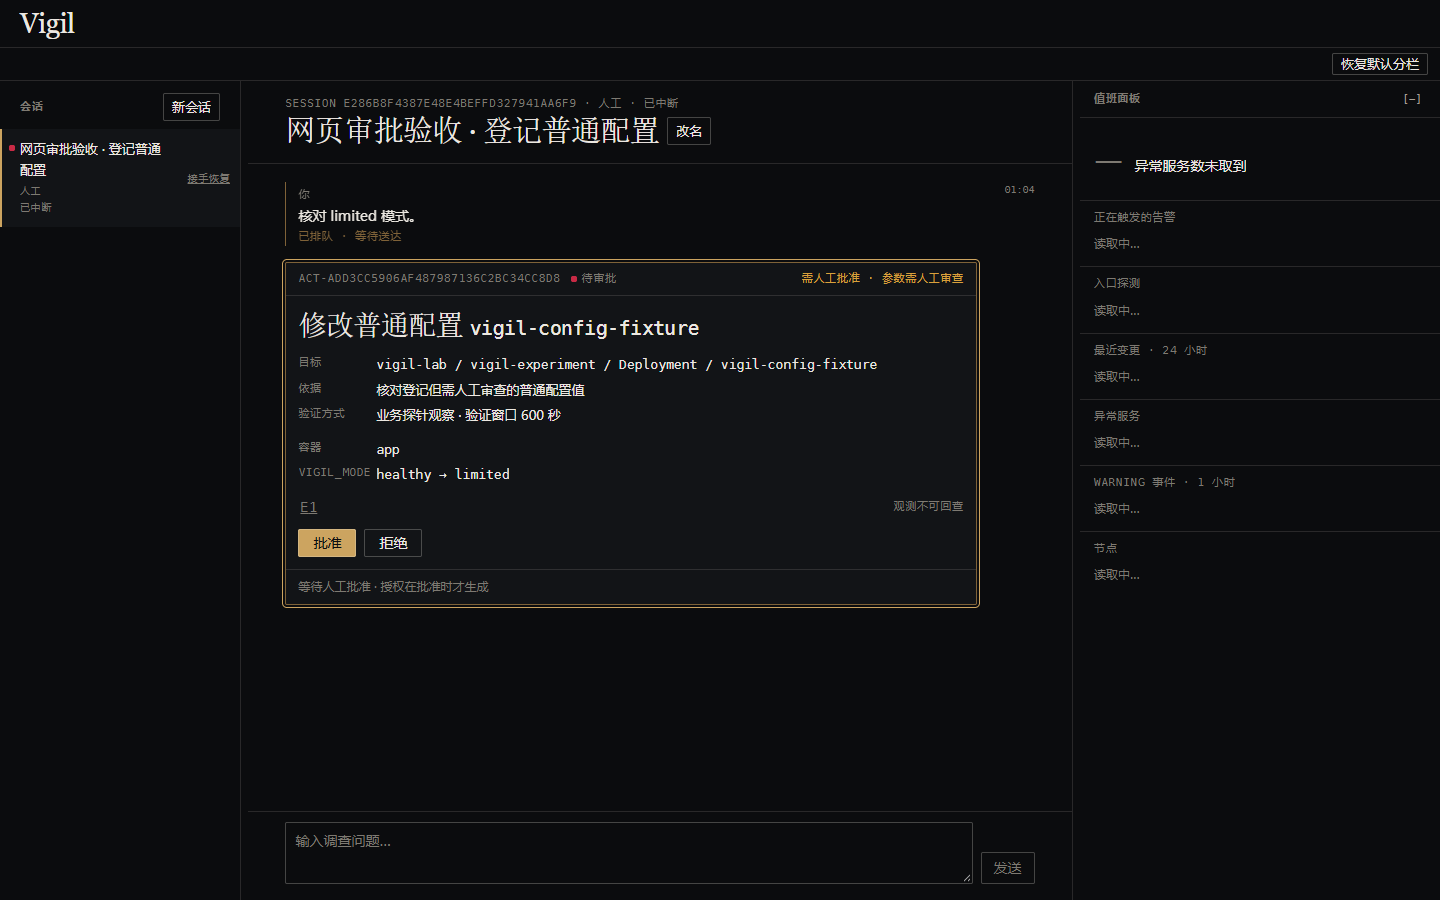 Vigil
恢复默认分栏
会话
新会话
网页审批验收 · 登记普通
配置
人工
已中断
接手恢复
SESSION E286B8F4387E48E4BEFFD327941AA6F9 · 人工 · 已中断
网页审批验收 · 登记普通配置
改名
你
01:04
核对 limited 模式。
已排队 · 等待送达
ACT-ADD3CC5906AF487987136C2BC34CC8D8
待审批
需人工批准 · 参数需人工审查
修改普通配置 vigil-config-fixture
目标 vigil-lab / vigil-experiment / Deployment / vigil-config-fixture
依据 核对登记但需人工审查的普通配置值
验证方式 业务探针观察 · 验证窗口 600 秒
容器 app
VIGIL_MODE healthy → limited
E1
观测不可回查
批准
拒绝
等待人工批准 · 授权在批准时才生成
输入调查问题...
发送
值班面板
[−]
— 异常服务数未取到
正在触发的告警
读取中...
入口探测
读取中...
最近变更 · 24 小时
读取中...
异常服务
读取中...
WARNING 事件 · 1 小时
读取中...
节点
读取中...